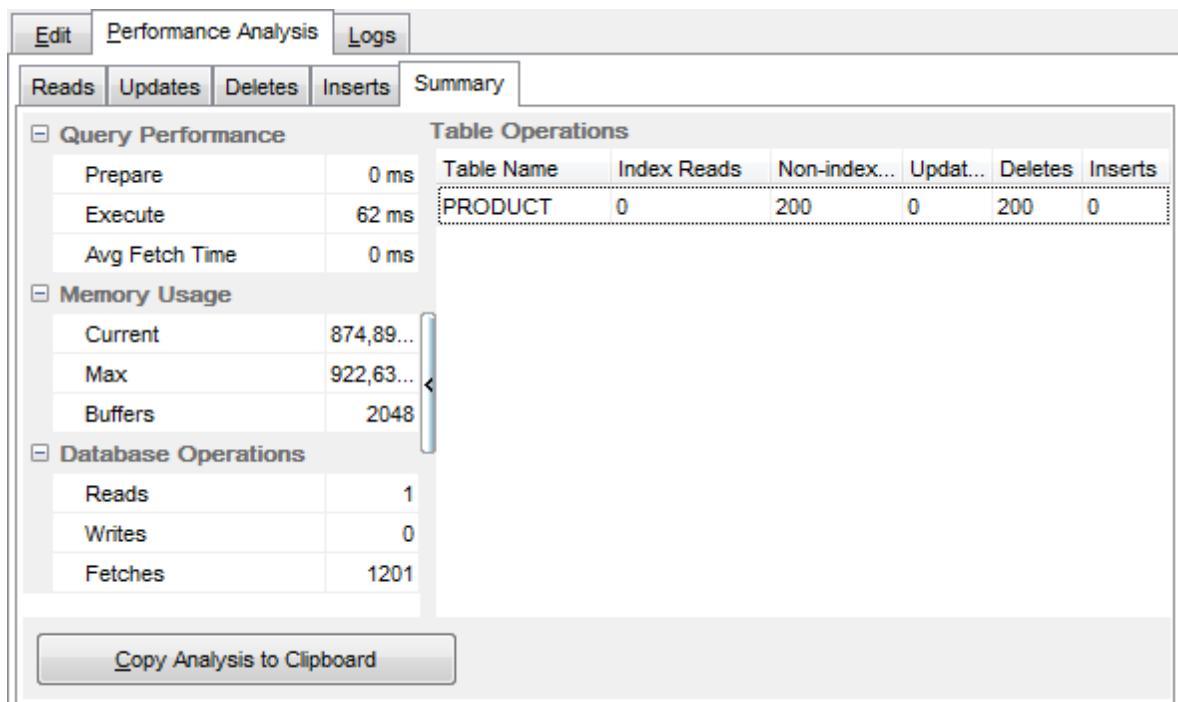 Edit Performance Analysis Logs
Reads Updates Deletes Inserts Summary
Query Performance
Prepare 0 ms
Execute 62 ms
Avg Fetch Time 0 ms
Memory Usage
Current 874,89...
Max 922,63...
Buffers 2048
Database Operations
Reads 1
Writes 0
Fetches 1201
Table Operations
Table Name Index Reads Non-index... Updat... Deletes Inserts
PRODUCT 0 200 0 200 0
Copy Analysis to Clipboard